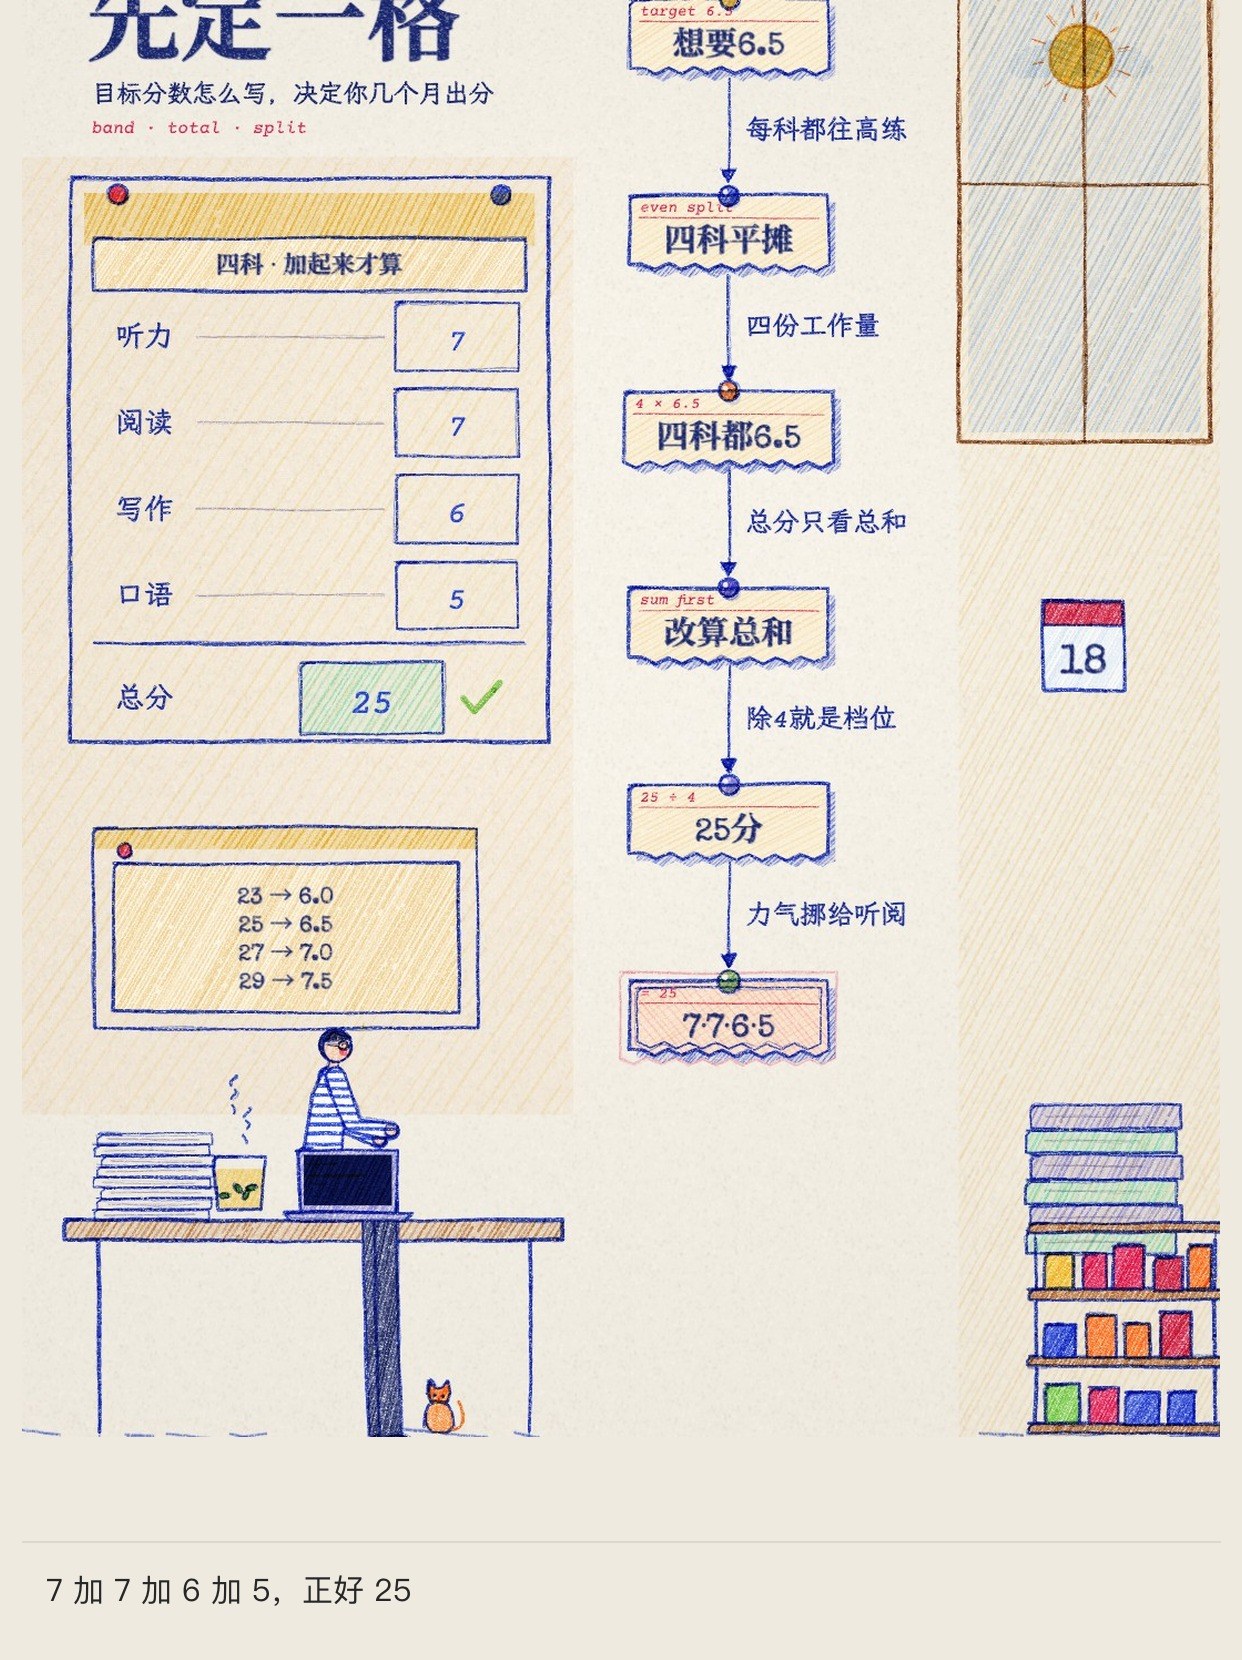 先定一格
目标分数怎么写，决定你几个月出分
band · total · split
四科 · 加起来才算
听力 7
阅读 7
写作 6
口语 5
总分 25
23 → 6.0
25 → 6.5
27 → 7.0
29 → 7.5
target 6.5
想要6.5
每科都往高练
even split
四科平摊
四份工作量
4 × 6.5
四科都6.5
总分只看总和
sum first
改算总和
除4就是档位
25 ÷ 4
25分
力气挪给听阅
= 25
7·7·6·5
18
7 加 7 加 6 加 5，正好 25